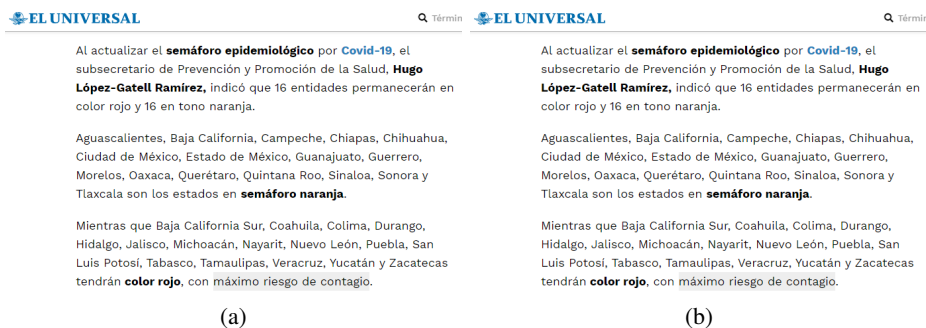 EL UNIVERSAL
Términ
Al actualizar el semáforo epidemiológico por Covid-19, el
subsecretario de Prevención y Promoción de la Salud, Hugo
López-Gatell Ramírez, indicó que 16 entidades permanecerán en
color rojo y 16 en tono naranja.
Aguascalientes, Baja California, Campeche, Chiapas, Chihuahua,
Ciudad de México, Estado de México, Guanajuato, Guerrero,
Morelos, Oaxaca, Querétaro, Quintana Roo, Sinaloa, Sonora y
Tlaxcala son los estados en semáforo naranja.
Mientras que Baja California Sur, Coahuila, Colima, Durango,
Hidalgo, Jalisco, Michoacán, Nayarit, Nuevo León, Puebla, San
Luis Potosí, Tabasco, Tamaulipas, Veracruz, Yucatán y Zacatecas
tendrán color rojo, con máximo riesgo de contagio.
(a)
EL UNIVERSAL
Términ
Al actualizar el semáforo epidemiológico por Covid-19, el
subsecretario de Prevención y Promoción de la Salud, Hugo
López-Gatell Ramírez, indicó que 16 entidades permanecerán en
color rojo y 16 en tono naranja.
Aguascalientes, Baja California, Campeche, Chiapas, Chihuahua,
Ciudad de México, Estado de México, Guanajuato, Guerrero,
Morelos, Oaxaca, Querétaro, Quintana Roo, Sinaloa, Sonora y
Tlaxcala son los estados en semáforo naranja.
Mientras que Baja California Sur, Coahuila, Colima, Durango,
Hidalgo, Jalisco, Michoacán, Nayarit, Nuevo León, Puebla, San
Luis Potosí, Tabasco, Tamaulipas, Veracruz, Yucatán y Zacatecas
tendrán color rojo, con máximo riesgo de contagio.
(b)